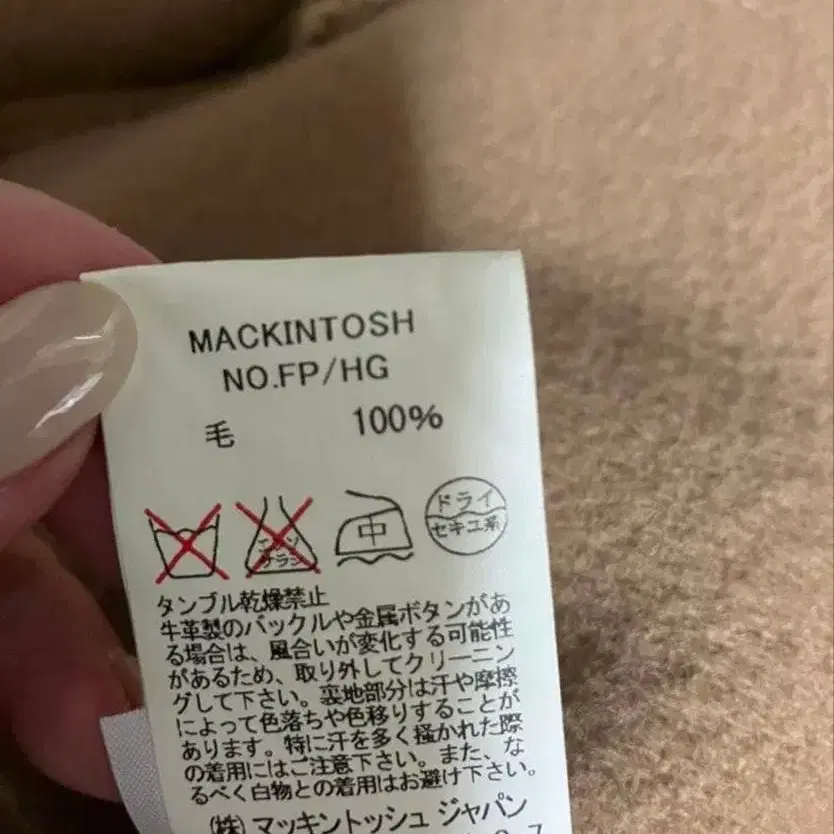 MACKINTOSH
NO.FP/HG
毛 100%
エンソ
サラシ
中
ドライ
セキユ系
タンブル乾燥禁止
牛革製のバックルや金属ボタンがあ
る場合は、風合いが変化する可能性
があるため、取り外してクリーニン
グして下さい。裏地部分は汗や摩擦
によって色落ちや色移りすることが
あります。特に汗を多く掻かれた際
の着用にはご注意下さい。また、な
るべく白物との着用はお避け下さい。
(株)マッキントッシュ ジャパン